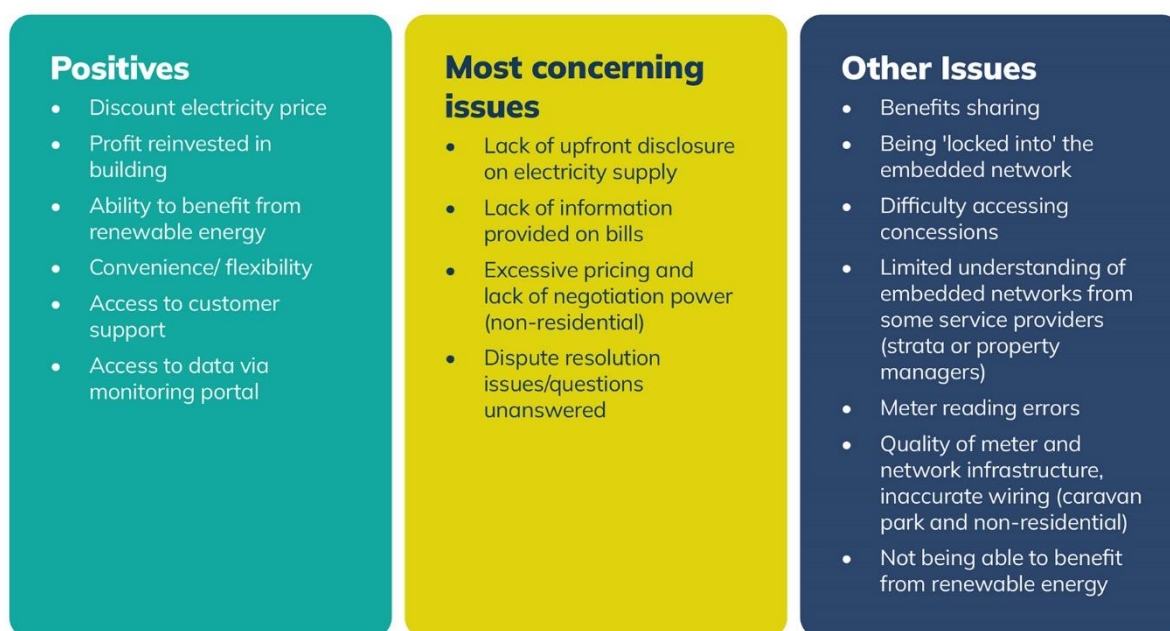 Positives
• Discount electricity price
• Profit reinvested in
building
• Ability to benefit from
renewable energy
• Convenience/ flexibility
• Access to customer
support
• Access to data via
monitoring portal
Most concerning
issues
• Lack of upfront disclosure
on electricity supply
• Lack of information
provided on bills
• Excessive pricing and
lack of negotiation power
(non-residential)
• Dispute resolution
issues/questions
unanswered
Other Issues
• Benefits sharing
• Being 'locked into' the
embedded network
• Difficulty accessing
concessions
• Limited understanding of
embedded networks from
some service providers
(strata or property
managers)
• Meter reading errors
• Quality of meter and
network infrastructure,
inaccurate wiring (caravan
park and non-residential)
• Not being able to benefit
from renewable energy